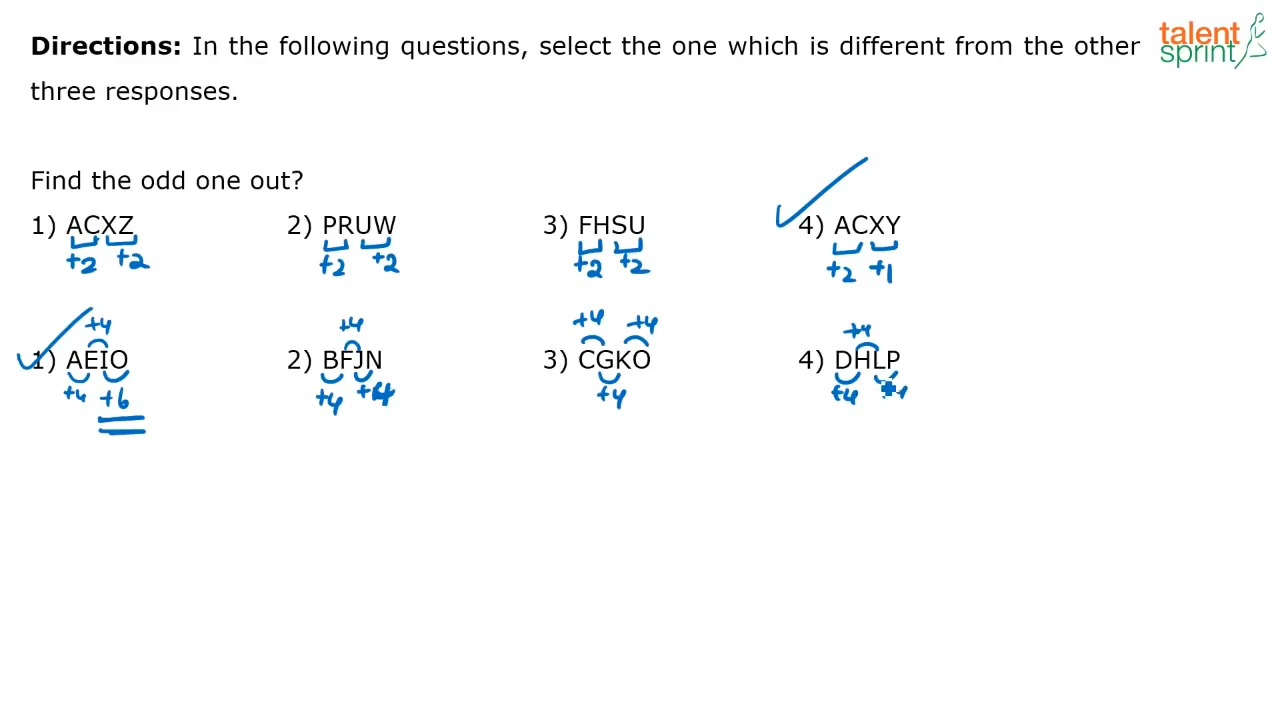 talent
sprint
Directions: In the following questions, select the one which is different from the other
three responses.
Find the odd one out?
1) ACXZ 2) PRUW 3) FHSU 4) ACXY
+2 +2 +2 +2 +2 +2 +2 +1
+4 +4 +4 +4 +4
1) AEIO 2) BFJN 3) CGKO 4) DHLP
+4 +6 +4 +4 +4 +4